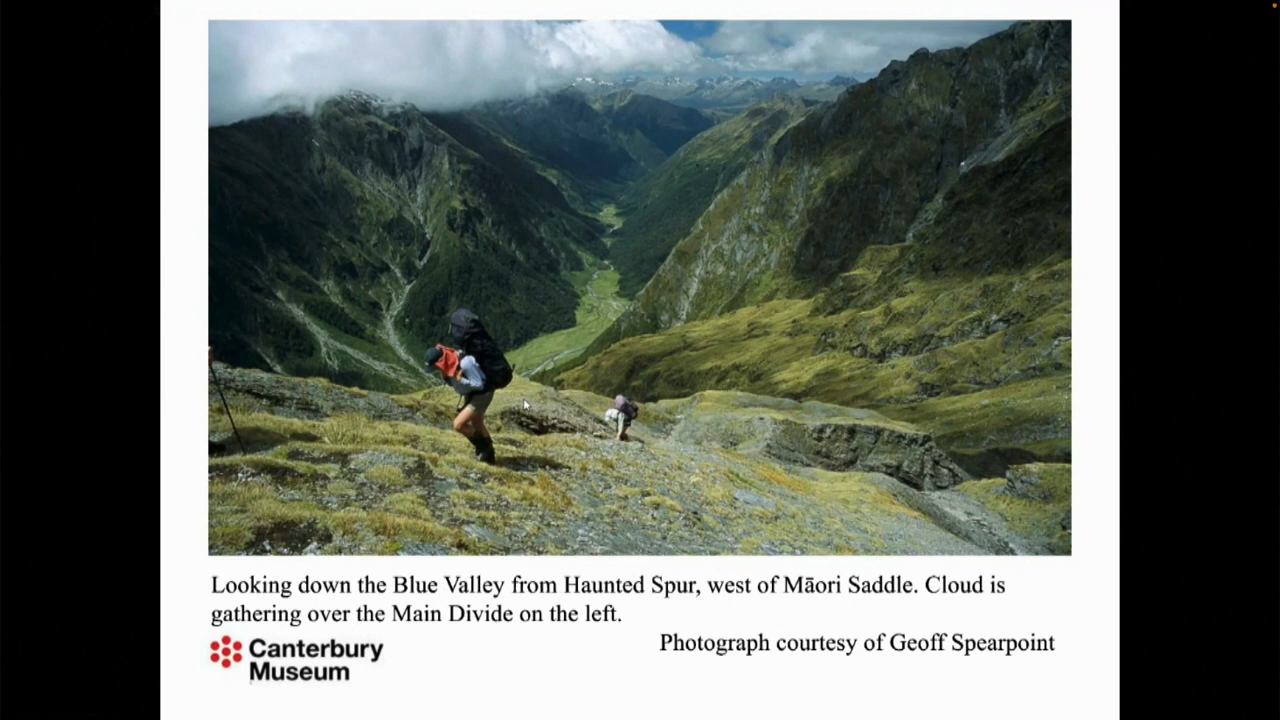 Looking down the Blue Valley from Haunted Spur, west of Māori Saddle. Cloud is
gathering over the Main Divide on the left.
Photograph courtesy of Geoff Spearpoint
Canterbury
Museum